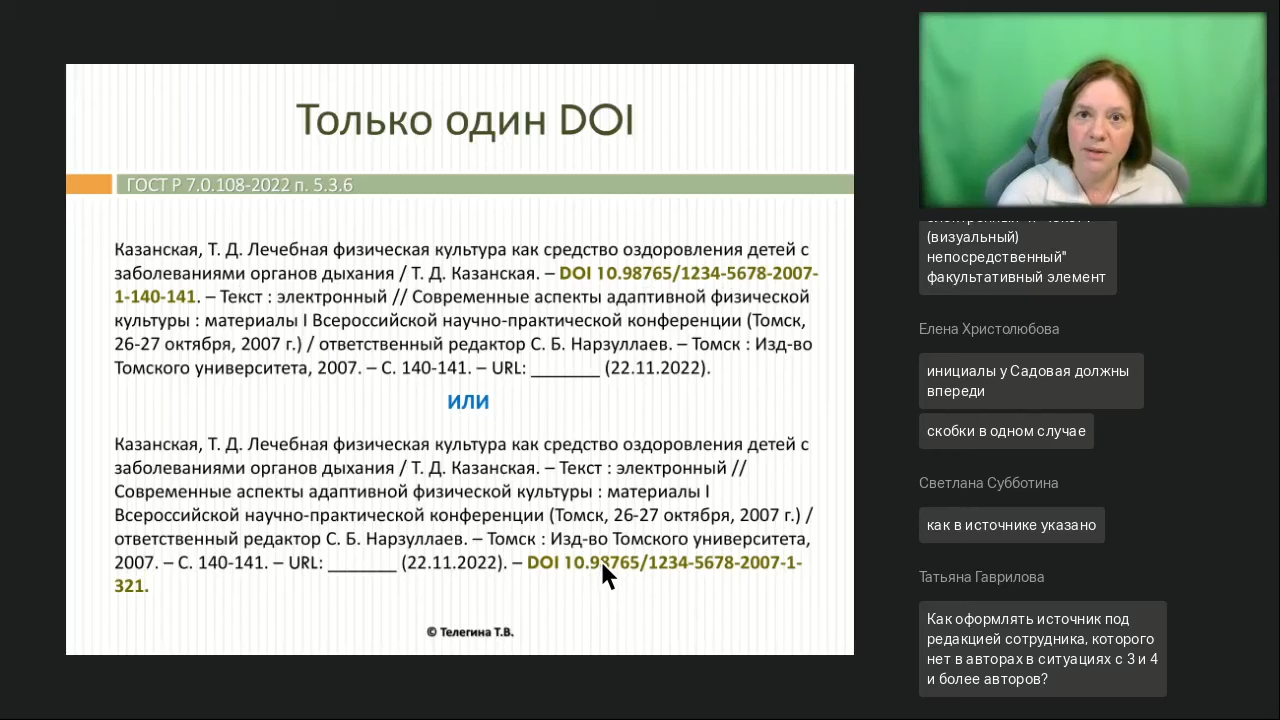 Только один DOI
ГОСТ Р 7.0.108-2022 п. 5.3.6
Казанская, Т. Д. Лечебная физическая культура как средство оздоровления детей с
заболеваниями органов дыхания / Т. Д. Казанская. – DOI 10.98765/1234-5678-2007-
1-140-141. – Текст : электронный // Современные аспекты адаптивной физической
культуры : материалы I Всероссийской научно-практической конференции (Томск,
26-27 октября, 2007 г.) / ответственный редактор С. Б. Нарзуллаев. – Томск : Изд-во
Томского университета, 2007. – С. 140-141. – URL: _______ (22.11.2022).
ИЛИ
Казанская, Т. Д. Лечебная физическая культура как средство оздоровления детей с
заболеваниями органов дыхания / Т. Д. Казанская. – Текст : электронный //
Современные аспекты адаптивной физической культуры : материалы I
Всероссийской научно-практической конференции (Томск, 26-27 октября, 2007 г.) /
ответственный редактор С. Б. Нарзуллаев. – Томск : Изд-во Томского университета,
2007. – С. 140-141. – URL: _______ (22.11.2022). – DOI 10.98765/1234-5678-2007-1-
321.
© Телегина Т.В.
(визуальный)
непосредственный"
факультативный элемент
Елена Христолюбова
инициалы у Садовая должны
впереди
скобки в одном случае
Светлана Субботина
как в источнике указано
Татьяна Гаврилова
Как оформлять источник под
редакцией сотрудника, которого
нет в авторах в ситуациях с 3 и 4
и более авторов?